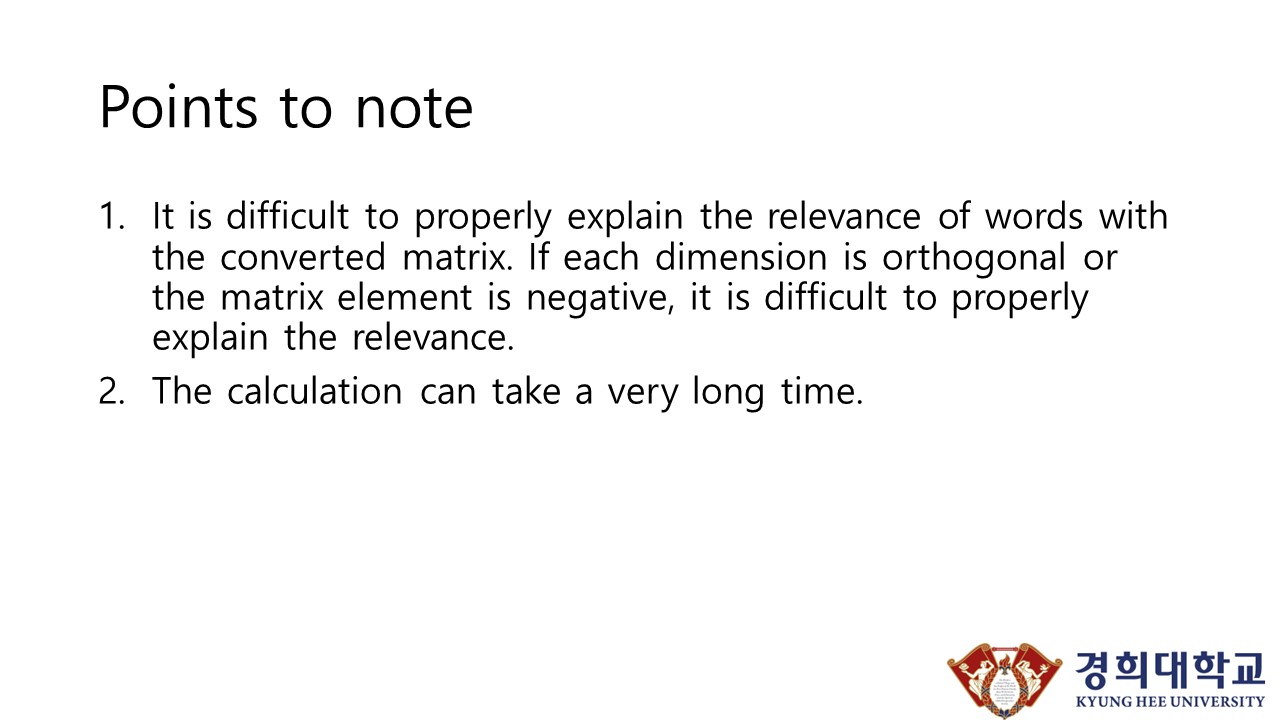 Points to note
1. It is difficult to properly explain the relevance of words with
the converted matrix. If each dimension is orthogonal or
the matrix element is negative, it is difficult to properly
explain the relevance.
2. The calculation can take a very long time.
경희대학교
KYUNG HEE UNIVERSITY